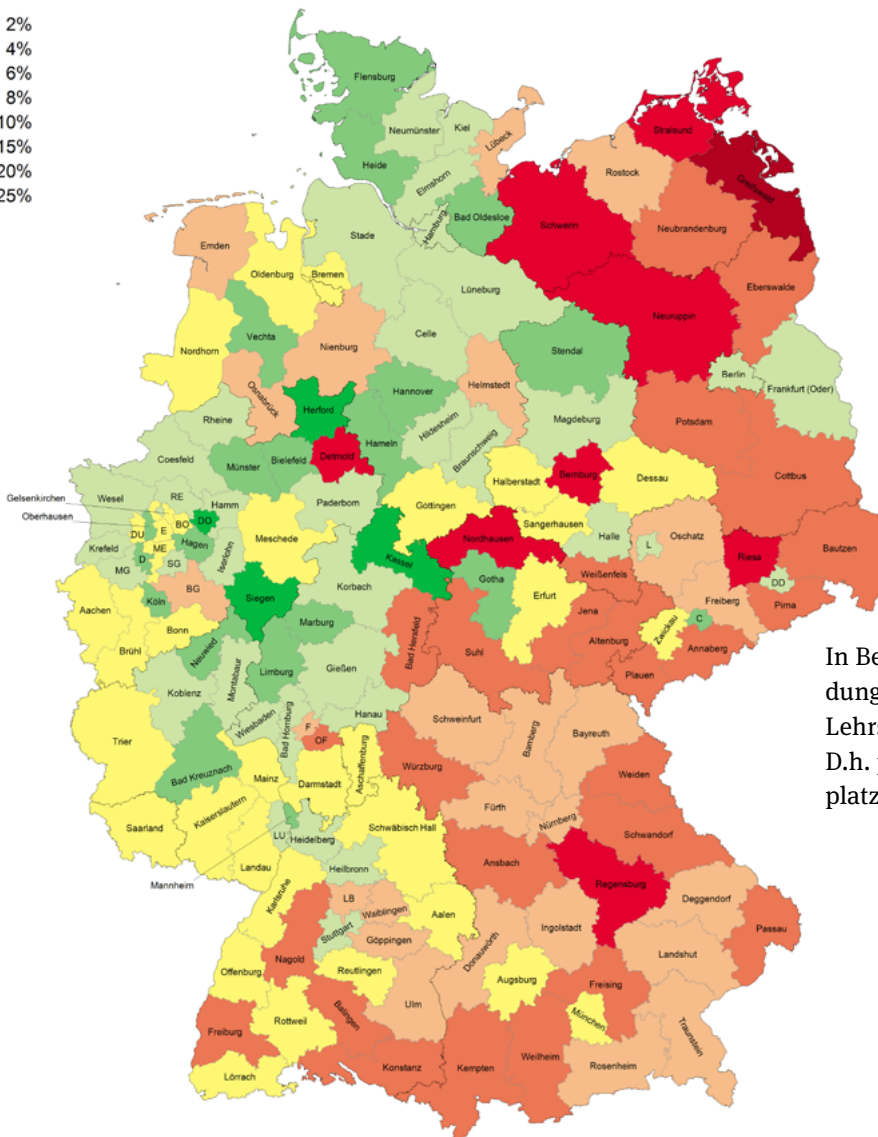 2%
4%
6%
8%
10%
15%
20%
25%
Flensburg
Neumünster
Kiel
Lübeck
Heide
Elmshorn
Hamburg
Bad Oldesloe
Stralsund
Rostock
Greifswald
Schwerin
Neubrandenburg
Emden
Oldenburg
Bremen
Stade
Lüneburg
Eberswalde
Neuruppin
Nordhorn
Vechta
Nienburg
Celle
Stendal
Berlin
Frankfurt (Oder)
Osnabrück
Herford
Hannover
Helmstedt
Rheine
Hildesheim
Braunschweig
Magdeburg
Potsdam
Coesfeld
Münster
Bielefeld
Detmold
Hameln
Cottbus
Gelsenkirchen
Oberhausen
Wesel
RE
Hamm
Paderborn
Göttingen
Halberstadt
Bernburg
Dessau
DU
E
BO
DO
Meschede
Sangerhausen
Krefeld
ME
Hagen
Iserlohn
Nordhausen
Halle
L
Oschatz
Riesa
Bautzen
MG
D
SG
Kassel
Köln
BG
Korbach
Gotha
Weißenfels
DD
Aachen
Siegen
Erfurt
Freiberg
Pirna
Bonn
Marburg
Jena
Zwickau
C
Brühl
Neuwied
Bad Hersfeld
Suhl
Altenburg
Annaberg
Montabaur
Limburg
Gießen
Plauen
Koblenz
Wiesbaden
Bad Homburg
Hanau
Schweinfurt
Bamberg
Bayreuth
Trier
F
OF
Aschaffenburg
Würzburg
Weiden
Bad Kreuznach
Mainz
Darmstadt
Fürth
Nürnberg
Saarland
Kaiserslautern
LU
Heidelberg
Schwäbisch Hall
Schwandorf
Landau
Mannheim
Heilbronn
Ansbach
Regensburg
Karlsruhe
LB
Waiblingen
Aalen
Deggendorf
Stuttgart
Göppingen
Donauwörth
Ingolstadt
Passau
Nagold
Landshut
Offenburg
Reutlingen
Augsburg
Freising
Ulm
München
Traunstein
Freiburg
Rottweil
Balingen
Lörrach
Konstanz
Kempten
Weilheim
Rosenheim
In Be
dung
Lehrs
D.h. j
platz